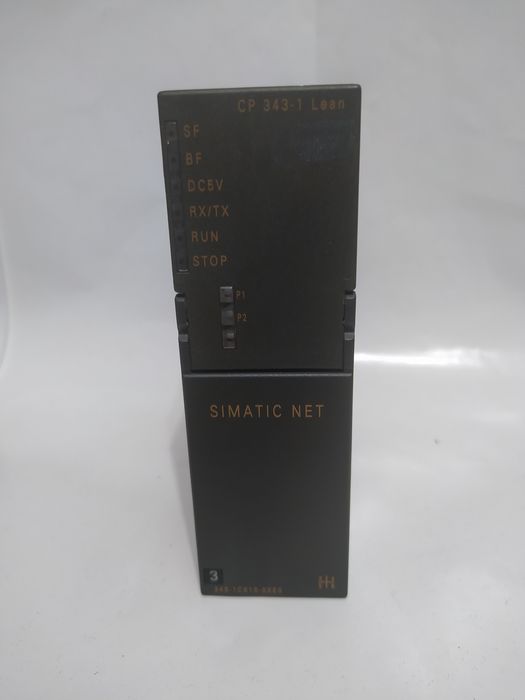 CP 343-1 Lean
SF
BF
DC5V
RX/TX
RUN
STOP
P1
P2
SIMATIC NET
3